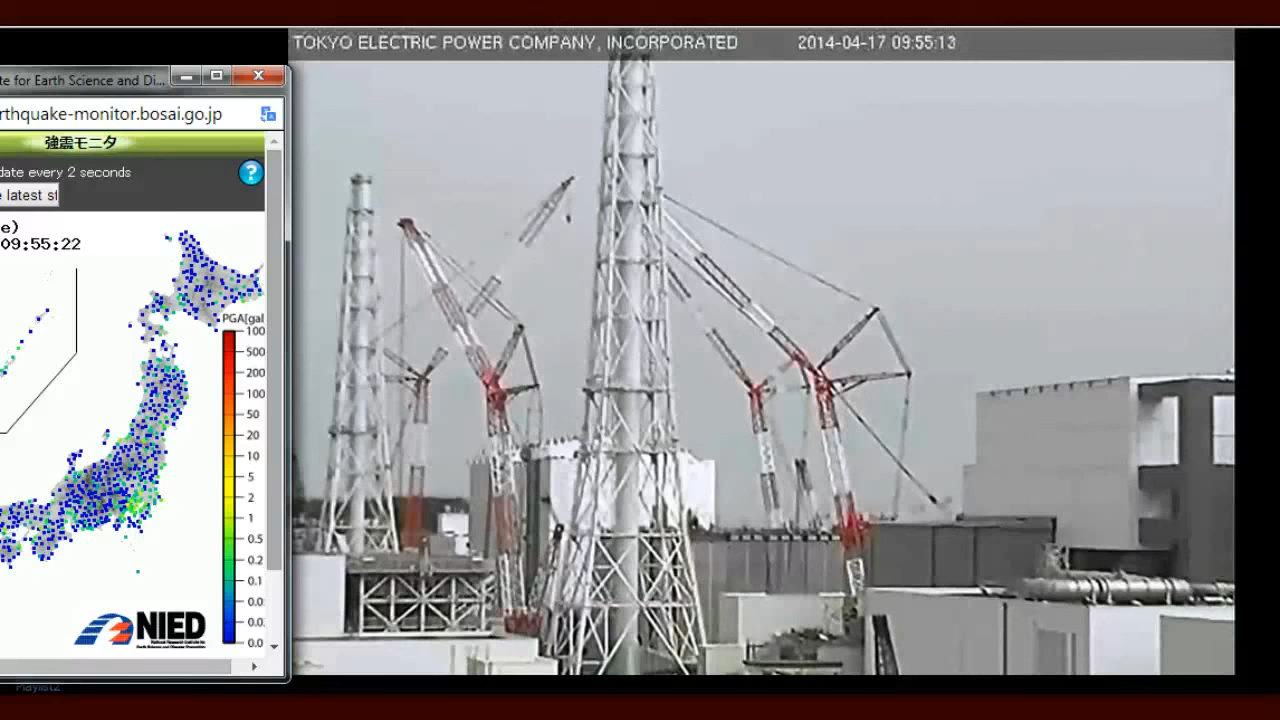 TOKYO ELECTRIC POWER COMPANY, INCORPORATED 2014-04-17 09:55:13
te for Earth Science and Di...
rthquake-monitor.bosai.go.jp
強震モニタ
date every 2 seconds
?
e latest st
e)
09:55:22
PGA[gal
100
500
200
100
50
20
10
5
2
1
0.5
0.2
0.1
0.0
0.0
0.0
NIED
Playlist2